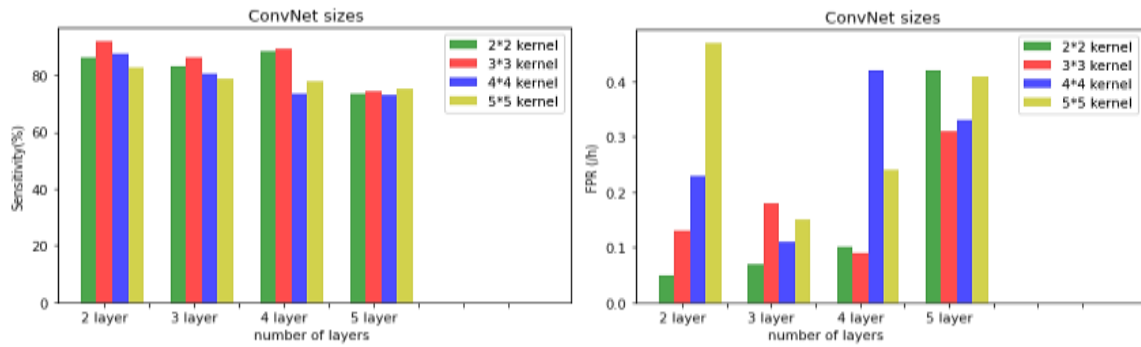 ConvNet sizes
Sensitivity(%)
80
60
40
20
0
2*2 kernel
3*3 kernel
4*4 kernel
5*5 kernel
2 layer 3 layer 4 layer 5 layer
number of layers
ConvNet sizes
FPR (/h)
0.4
0.3
0.2
0.1
0.0
2*2 kernel
3*3 kernel
4*4 kernel
5*5 kernel
2 layer 3 layer 4 layer 5 layer
number of layers